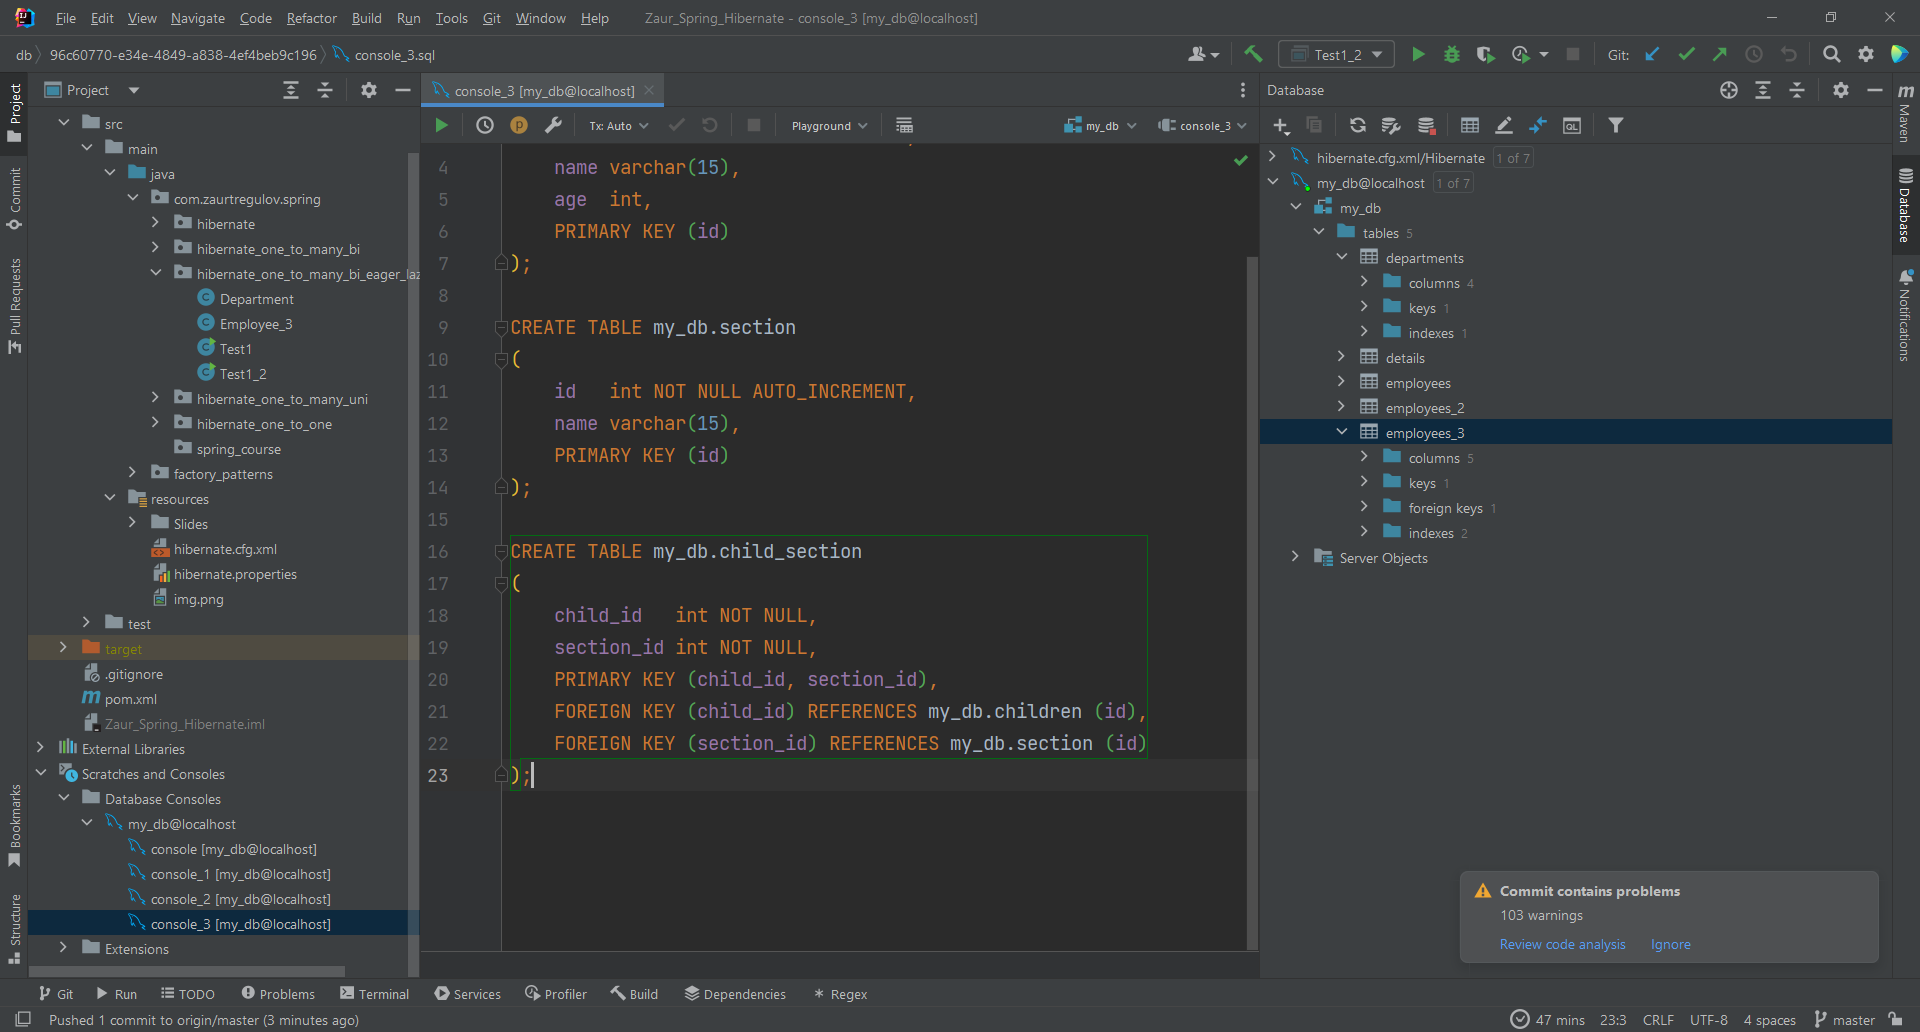 File Edit View Navigate Code Refactor Build Run Tools Git Window Help Zaur_Spring_Hibernate - console_3 [my_db@localhost]
db 96c60770-e34e-4849-a838-4ef4beb9c196 console_3.sql
Test1_2
Git:
Project
Commit
Pull Requests
Bookmarks
Structure
Project
src
main
java
com.zaurtregulov.spring
hibernate
hibernate_one_to_many_bi
hibernate_one_to_many_bi_eager_laz
Department
Employee_3
Test1
Test1_2
hibernate_one_to_many_uni
hibernate_one_to_one
spring_course
factory_patterns
resources
Slides
hibernate.cfg.xml
hibernate.properties
img.png
test
target
.gitignore
pom.xml
Zaur_Spring_Hibernate.iml
External Libraries
Scratches and Consoles
Database Consoles
my_db@localhost
console [my_db@localhost]
console_1 [my_db@localhost]
console_2 [my_db@localhost]
console_3 [my_db@localhost]
Extensions
console_3 [my_db@localhost]
Tx: Auto Playground my_db console_3
4 name varchar(15),
5 age int,
6 PRIMARY KEY (id)
7 );
8
9 CREATE TABLE my_db.section
10 (
11 id int NOT NULL AUTO_INCREMENT,
12 name varchar(15),
13 PRIMARY KEY (id)
14 );
15
16 CREATE TABLE my_db.child_section
17 (
18 child_id int NOT NULL,
19 section_id int NOT NULL,
20 PRIMARY KEY (child_id, section_id),
21 FOREIGN KEY (child_id) REFERENCES my_db.children (id),
22 FOREIGN KEY (section_id) REFERENCES my_db.section (id)
23 );
Database
hibernate.cfg.xml/Hibernate 1 of 7
my_db@localhost 1 of 7
my_db
tables 5
departments
columns 4
keys 1
indexes 1
details
employees
employees_2
employees_3
columns 5
keys 1
foreign keys 1
indexes 2
Server Objects
m
Maven
Database
Notifications
Commit contains problems
103 warnings
Review code analysis Ignore
Git Run TODO Problems Terminal Services Profiler Build Dependencies Regex
Pushed 1 commit to origin/master (3 minutes ago) 47 mins 23:3 CRLF UTF-8 4 spaces master